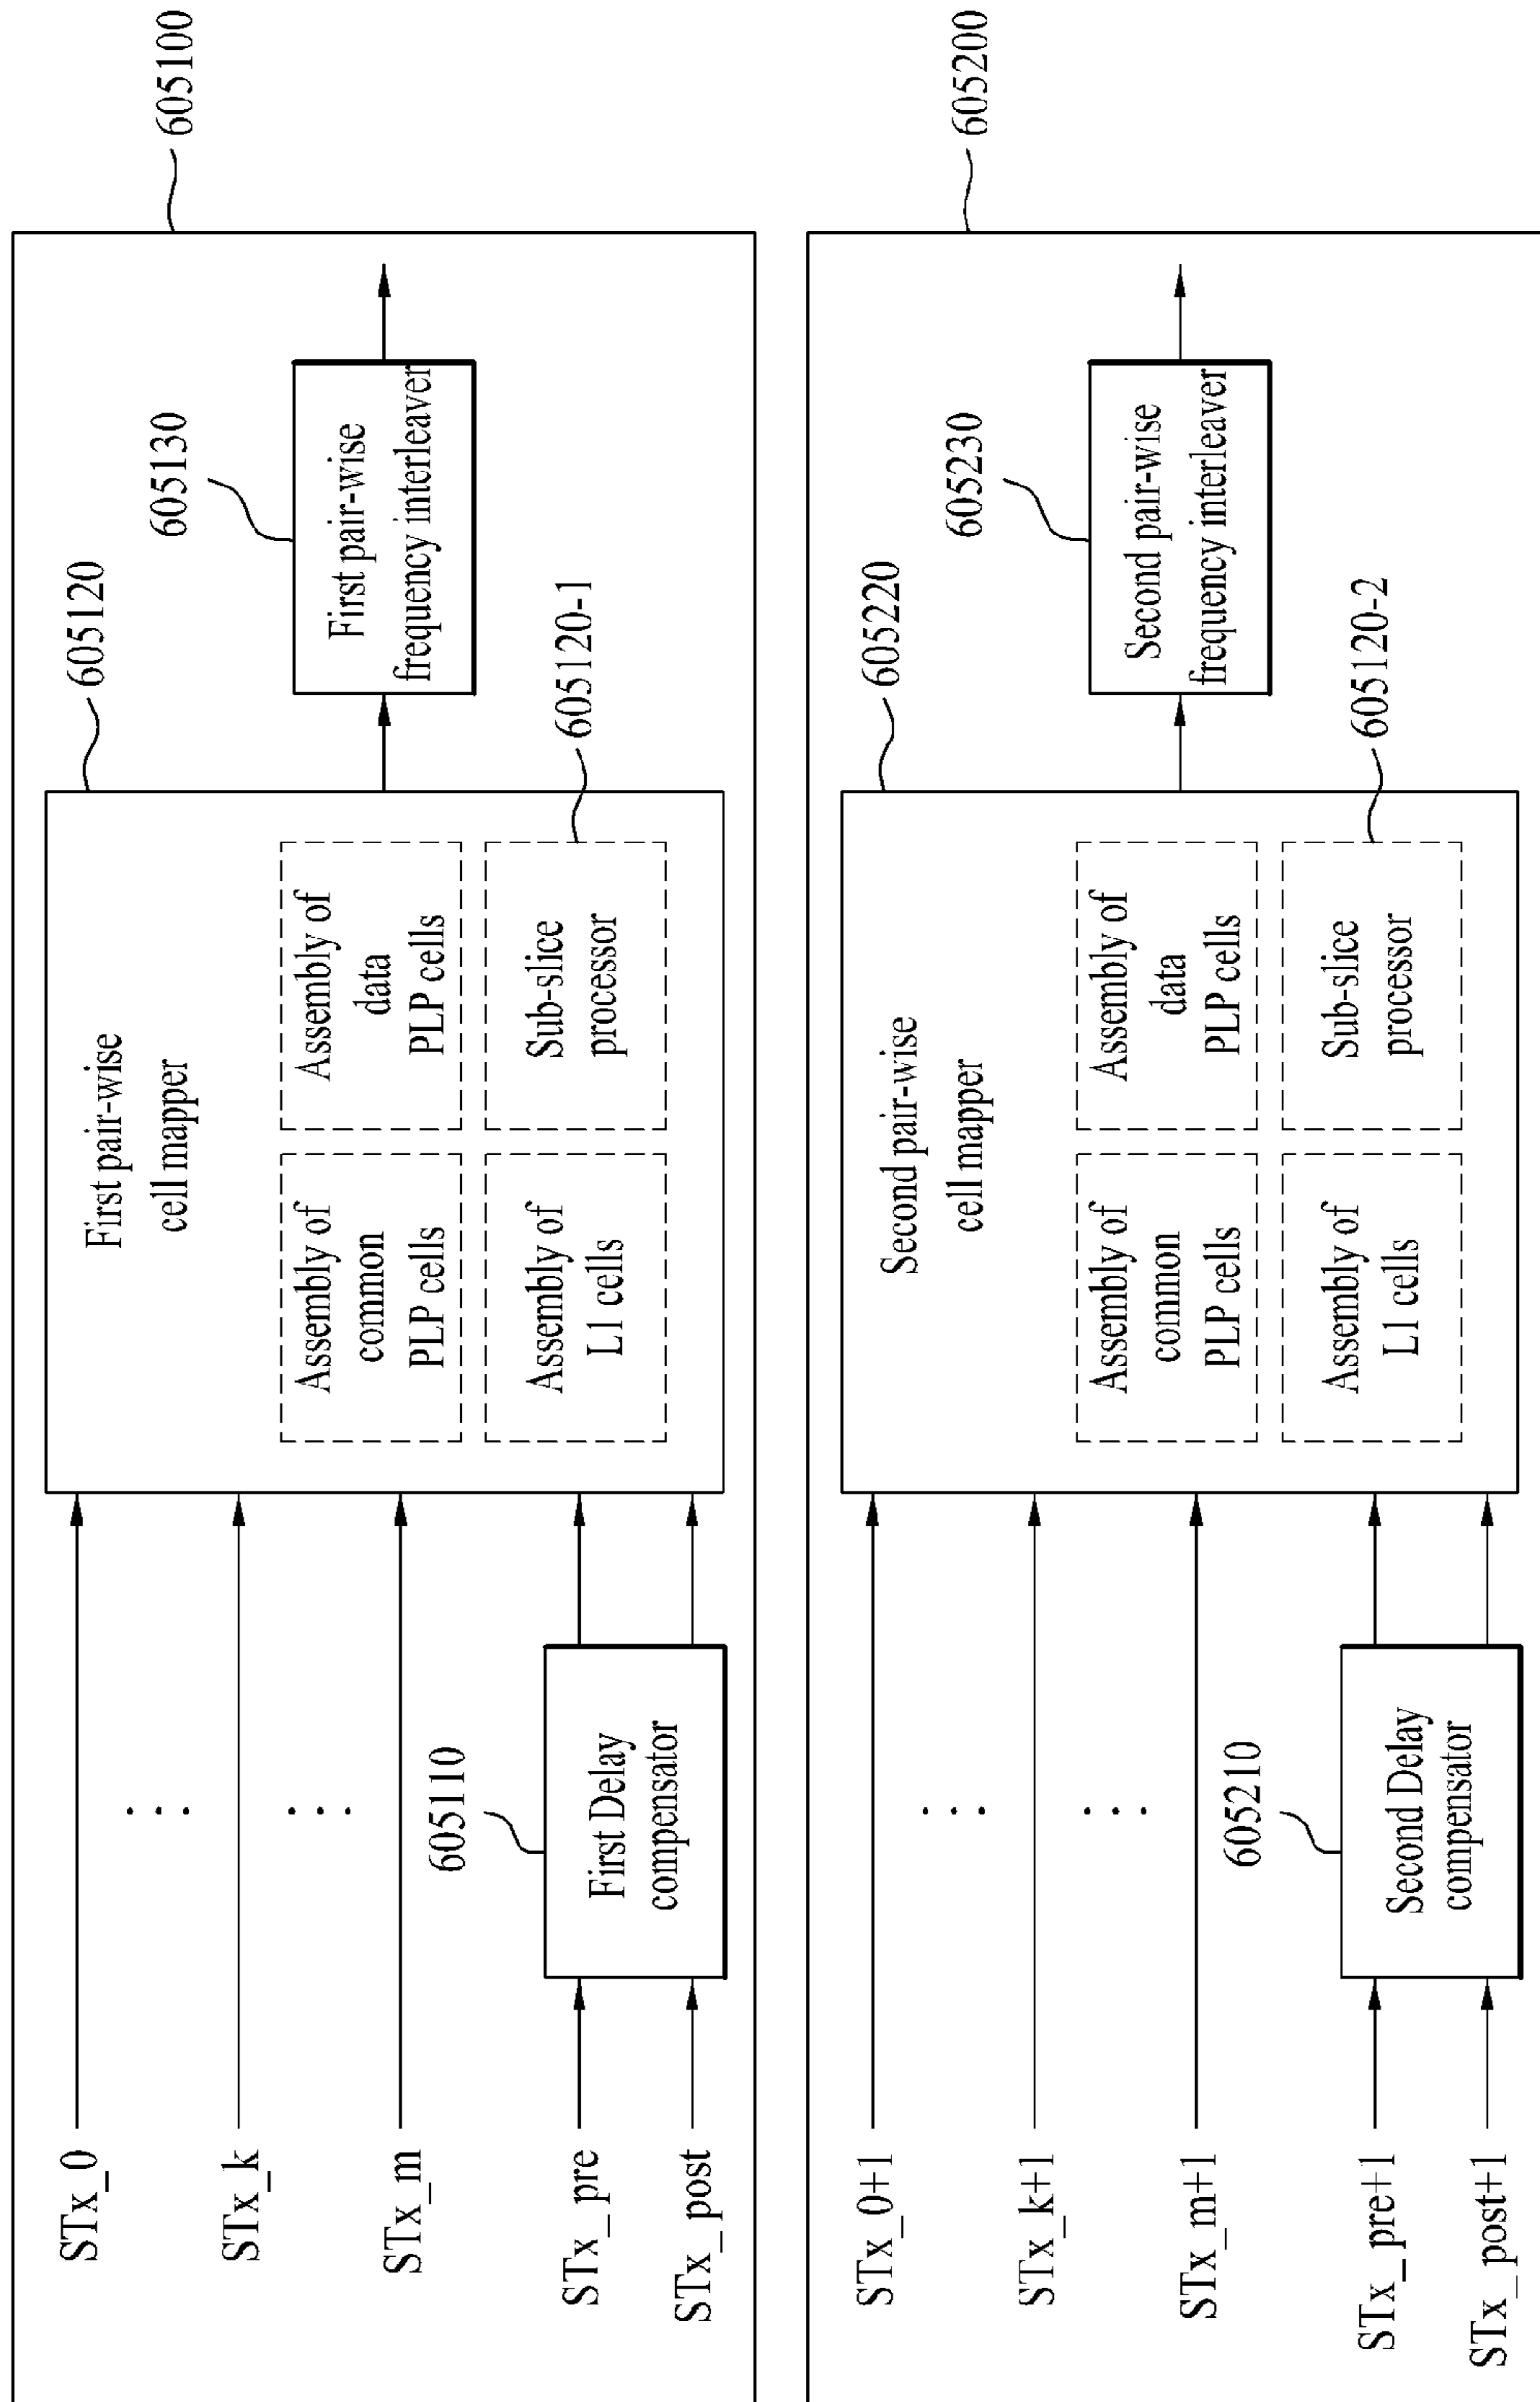 605100
605120
First pair-wise
cell mapper
605130
STx_0
STx_k
Assembly of
common
PLP cells
Assembly of
data
PLP cells
First pair-wise
frequency interleaver
STx_m
605110
605120-1
STx_pre
STx_post
First Delay
compensator
Assembly of
L1 cells
Sub-slice
processor
605200
605220
Second pair-wise
cell mapper
605230
STx_0+1
STx_k+1
Assembly of
common
PLP cells
Assembly of
data
PLP cells
Second pair-wise
frequency interleaver
STx_m+1
605210
605120-2
STx_pre+1
STx_post+1
Second Delay
compensator
Assembly of
L1 cells
Sub-slice
processor